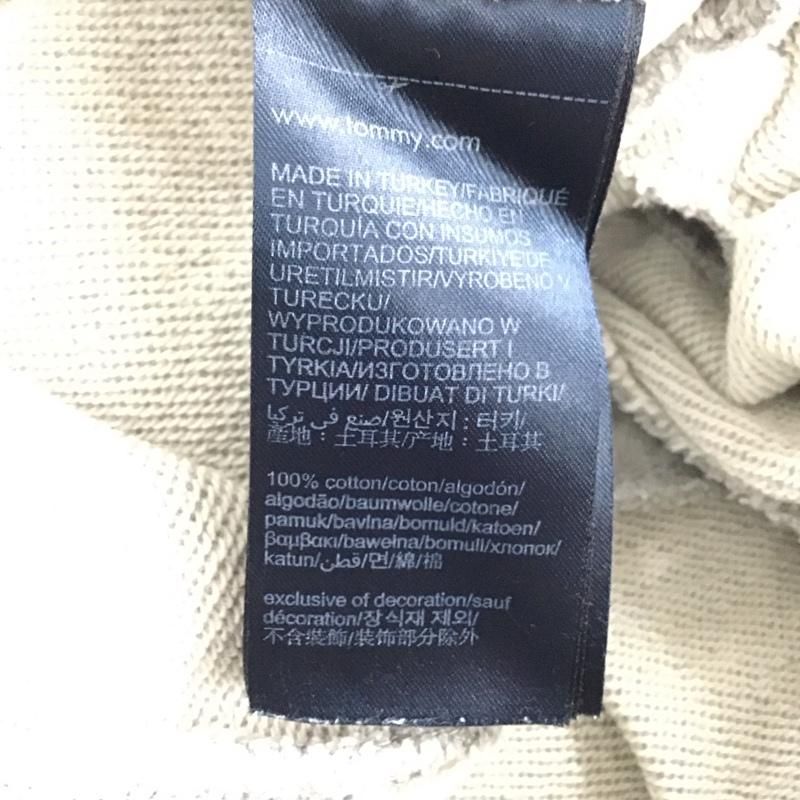 www.tommy.com
MADE IN TURKEY/FABRIQUÉ
EN TURQUIE/HECHO EN
TURQUÍA CON INSUMOS
IMPORTADOS/TURKIYE'DE
URETILMISTIR/VYROBENO V
TURECKU/
WYPRODUKOWANO W
TURCJI/PRODUSERT I
TYRKIA/ИЗГОТОВЛЕНО В
ТУРЦИИ/ DIBUAT DI TURKI/
صنع في تركيا/원산지 : 터키/
產地：土耳其/产地：土耳其
100% cotton/coton/algodón/
algodão/baumwolle/cotone/
pamuk/bavlna/bomuld/katoen/
βαμβακι/bawełna/bomull/хлопок/
katun/قطن/면/綿/棉
exclusive of decoration/sauf
décoration/장식재 제외/
不含裝飾/装饰部分除外